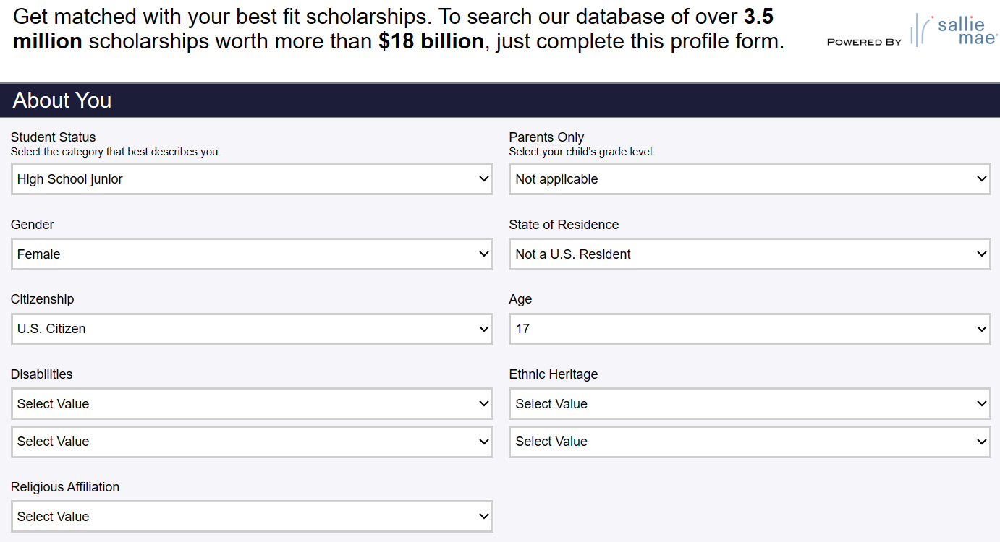 Get matched with your best fit scholarships. To search our database of over 3.5
million scholarships worth more than $18 billion, just complete this profile form.
POWERED BY
sallie
mae
About You
Student Status
Select the category that best describes you.
High School junior
Parents Only
Select your child's grade level.
Not applicable
Gender
Female
State of Residence
Not a U.S. Resident
Citizenship
U.S. Citizen
Age
17
Disabilities
Select Value
Select Value
Ethnic Heritage
Select Value
Select Value
Religious Affiliation
Select Value